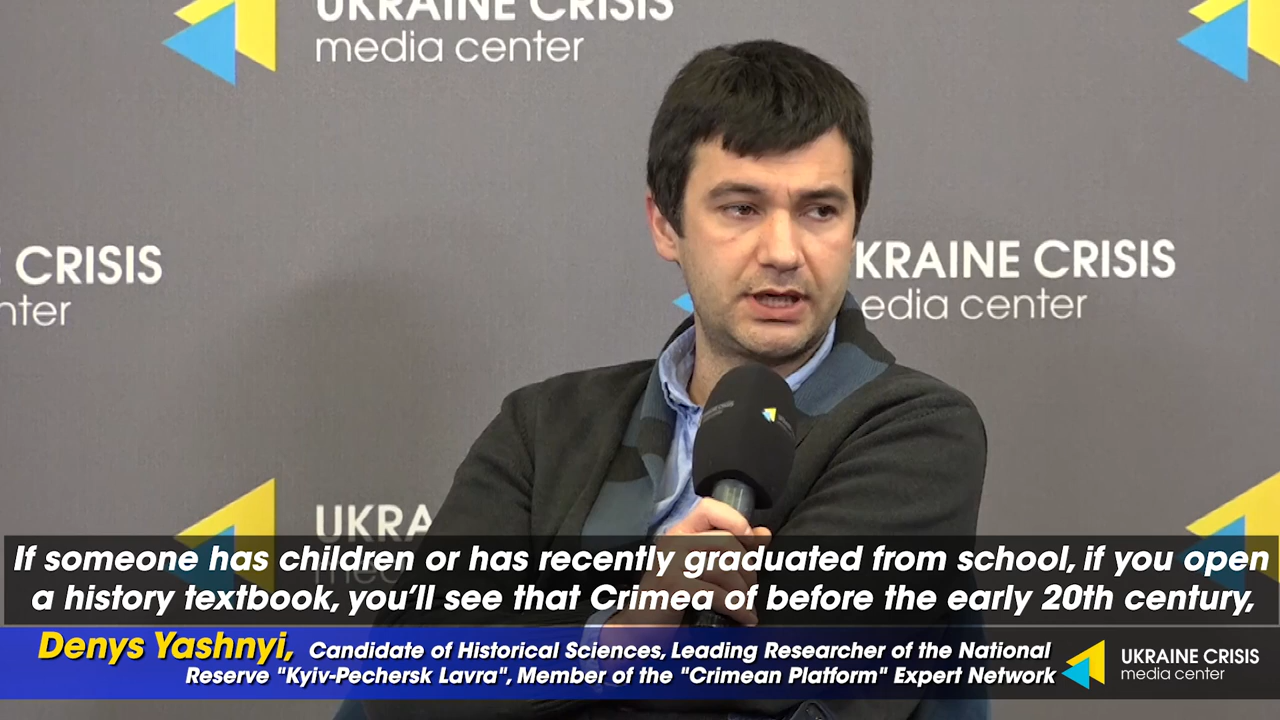 UKRAINE CRISIS
media center
CRISIS
nter
KRAINE CRISIS
edia center
UKRA
If someone has children or has recently graduated from school, if you open
a history textbook, you'll see that Crimea of before the early 20th century,
Denys Yashnyi, Candidate of Historical Sciences, Leading Researcher of the National
Reserve "Kyiv-Pechersk Lavra", Member of the "Crimean Platform" Expert Network
UKRAINE CRISIS
media center